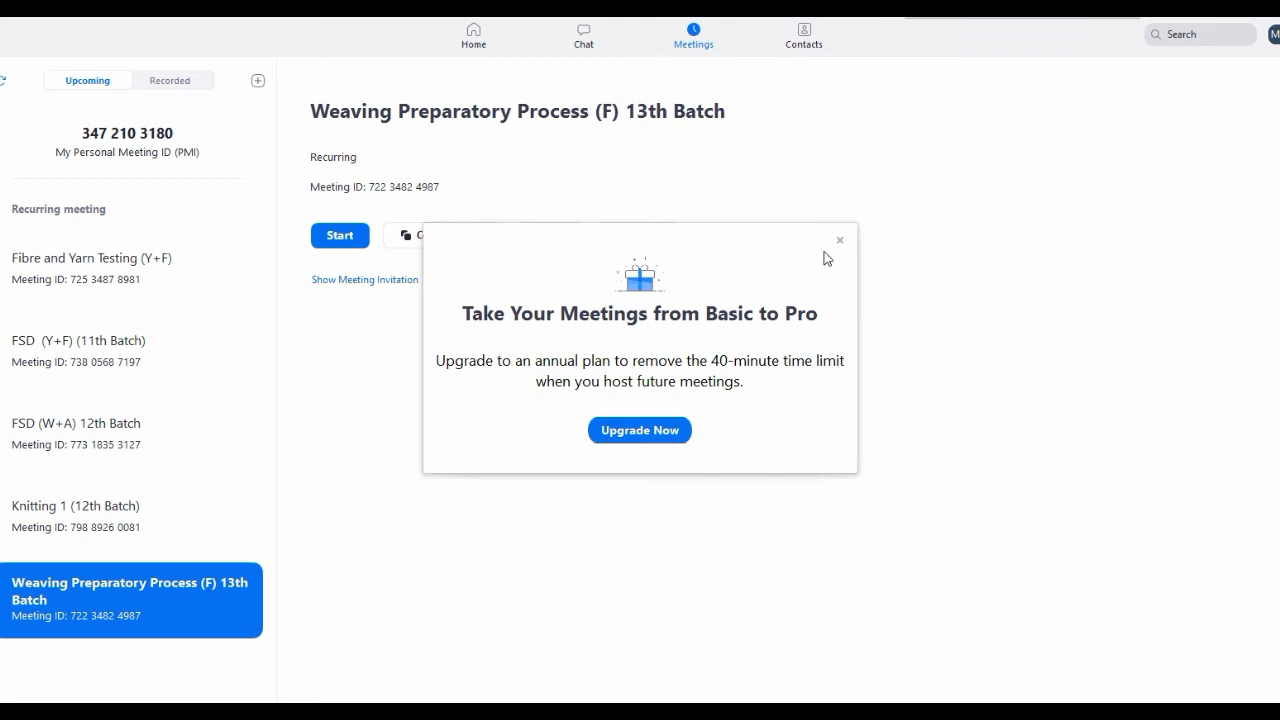 Home
Chat
Meetings
Contacts
Search
Upcoming
Recorded
347 210 3180
My Personal Meeting ID (PMI)
Recurring meeting
Fibre and Yarn Testing (Y+F)
Meeting ID: 725 3487 8981
FSD (Y+F) (11th Batch)
Meeting ID: 738 0568 7197
FSD (W+A) 12th Batch
Meeting ID: 773 1835 3127
Knitting 1 (12th Batch)
Meeting ID: 798 8926 0081
Weaving Preparatory Process (F) 13th
Batch
Meeting ID: 722 3482 4987
Weaving Preparatory Process (F) 13th Batch
Recurring
Meeting ID: 722 3482 4987
Start
Show Meeting Invitation
Take Your Meetings from Basic to Pro
Upgrade to an annual plan to remove the 40-minute time limit
when you host future meetings.
Upgrade Now